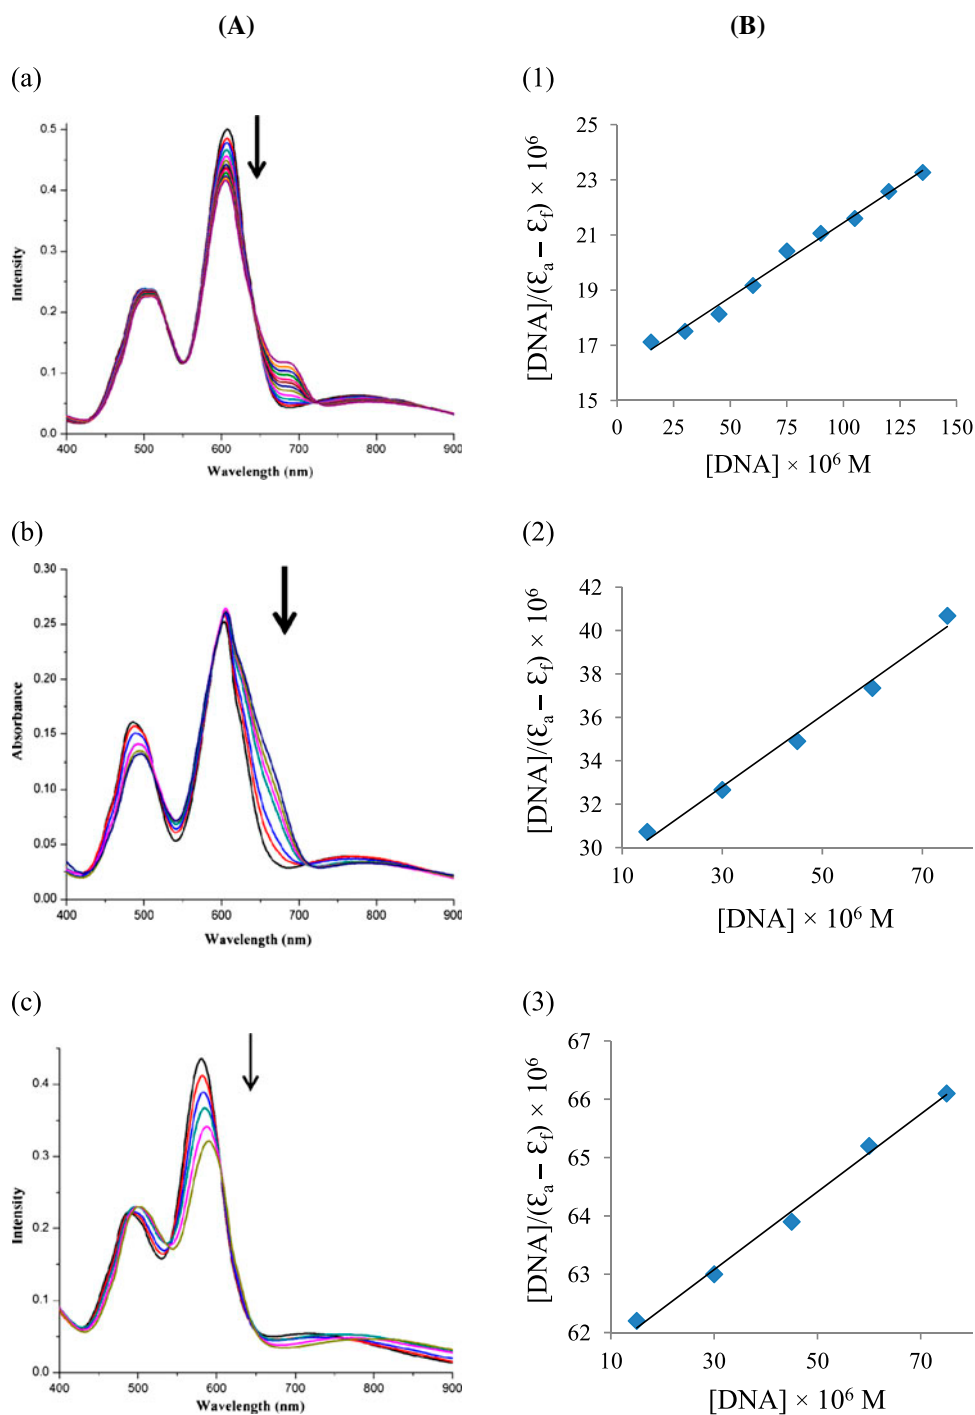 (A)
(B)
(a)
0.5
0.4
0.3
0.2
0.1
0.0
Intensity
400 500 600 700 800 900
Wavelength (nm)
(1)
25
23
21
19
17
15
[DNA]/(Ɛa − Ɛf) × 10⁶
0 25 50 75 100 125 150
[DNA] × 10⁶ M
(b)
0.30
0.25
0.20
0.15
0.10
0.05
0.00
Absorbance
400 500 600 700 800 900
Wavelength (nm)
(2)
42
40
38
36
34
32
30
[DNA]/(Ɛa − Ɛf) × 10⁶
10 30 50 70
[DNA] × 10⁶ M
(c)
0.4
0.3
0.2
0.1
0.0
Intensity
400 500 600 700 800 900
Wavelength (nm)
(3)
67
66
65
64
63
62
[DNA]/(Ɛa − Ɛf) × 10⁶
10 30 50 70
[DNA] × 10⁶ M